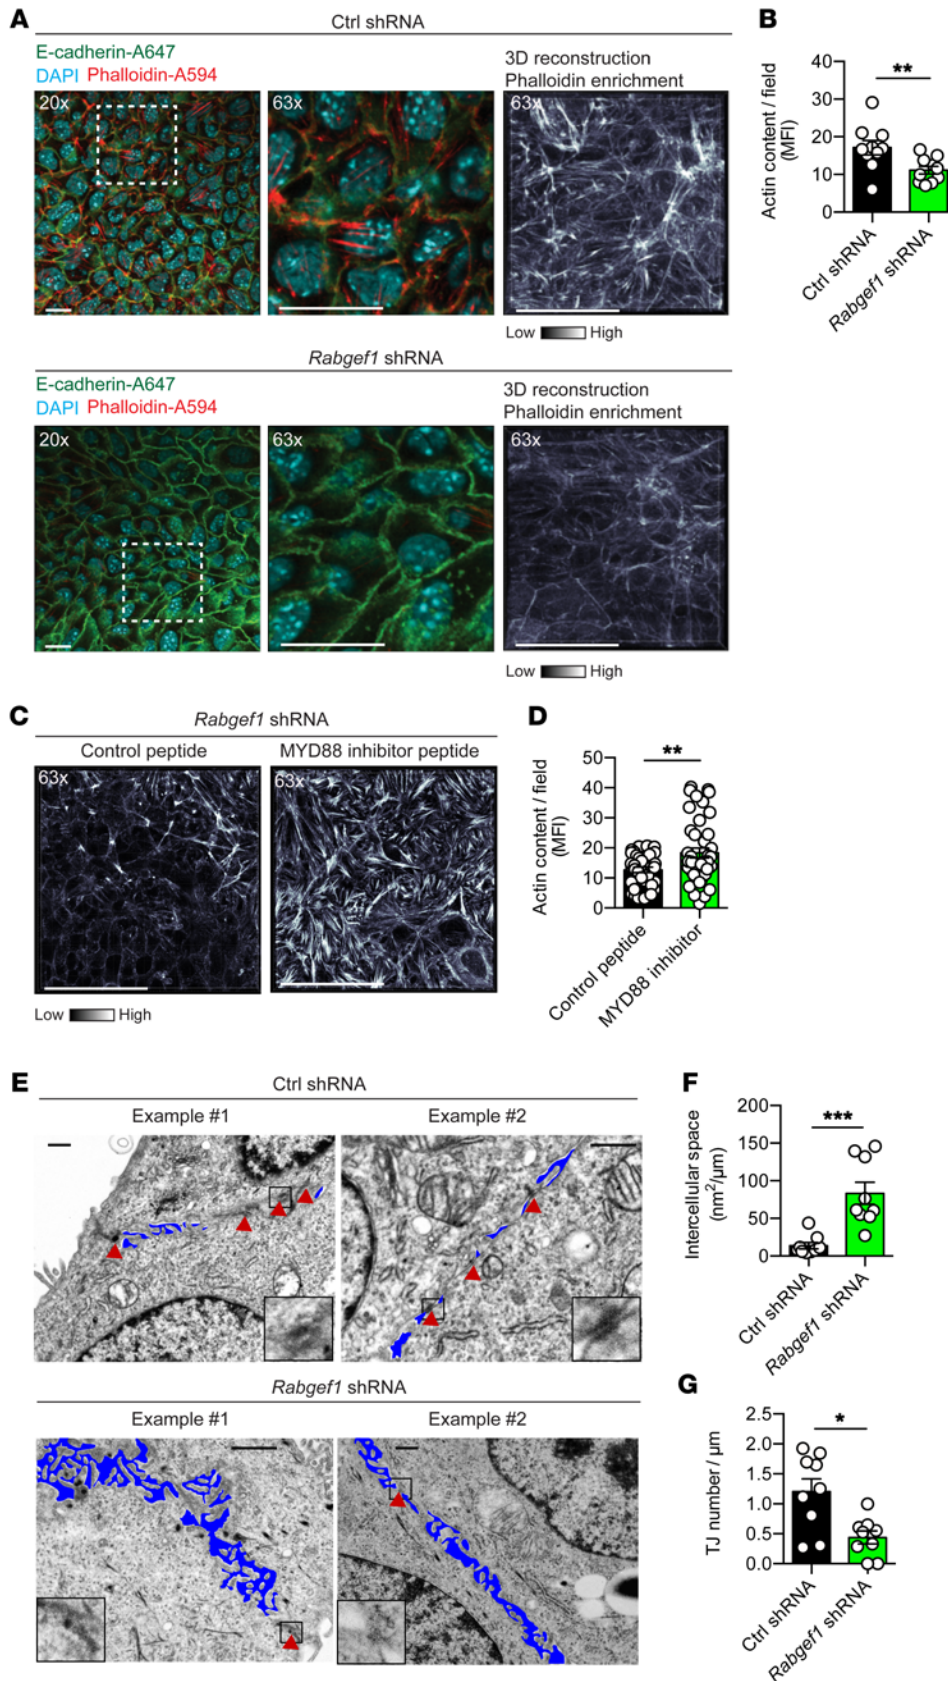 A
Ctrl shRNA
E-cadherin-A647
DAPI Phalloidin-A594
3D reconstruction
Phalloidin enrichment
20x
63x
63x
Low High
Rabgef1 shRNA
E-cadherin-A647
DAPI Phalloidin-A594
3D reconstruction
Phalloidin enrichment
20x
63x
63x
Low High
B
Actin content / field
(MFI)
40
30
20
10
0
**
Ctrl shRNA
Rabgef1 shRNA
C
Rabgef1 shRNA
Control peptide
MYD88 inhibitor peptide
63x
63x
Low High
D
Actin content / field
(MFI)
50
40
30
20
10
0
**
Control peptide
MYD88 inhibitor
E
Ctrl shRNA
Example #1
Example #2
Rabgef1 shRNA
Example #1
Example #2
F
Intercellular space
(nm²/µm)
200
150
100
50
0
***
Ctrl shRNA
Rabgef1 shRNA
G
TJ number / µm
2.5
2.0
1.5
1.0
0.5
0.0
*
Ctrl shRNA
Rabgef1 shRNA